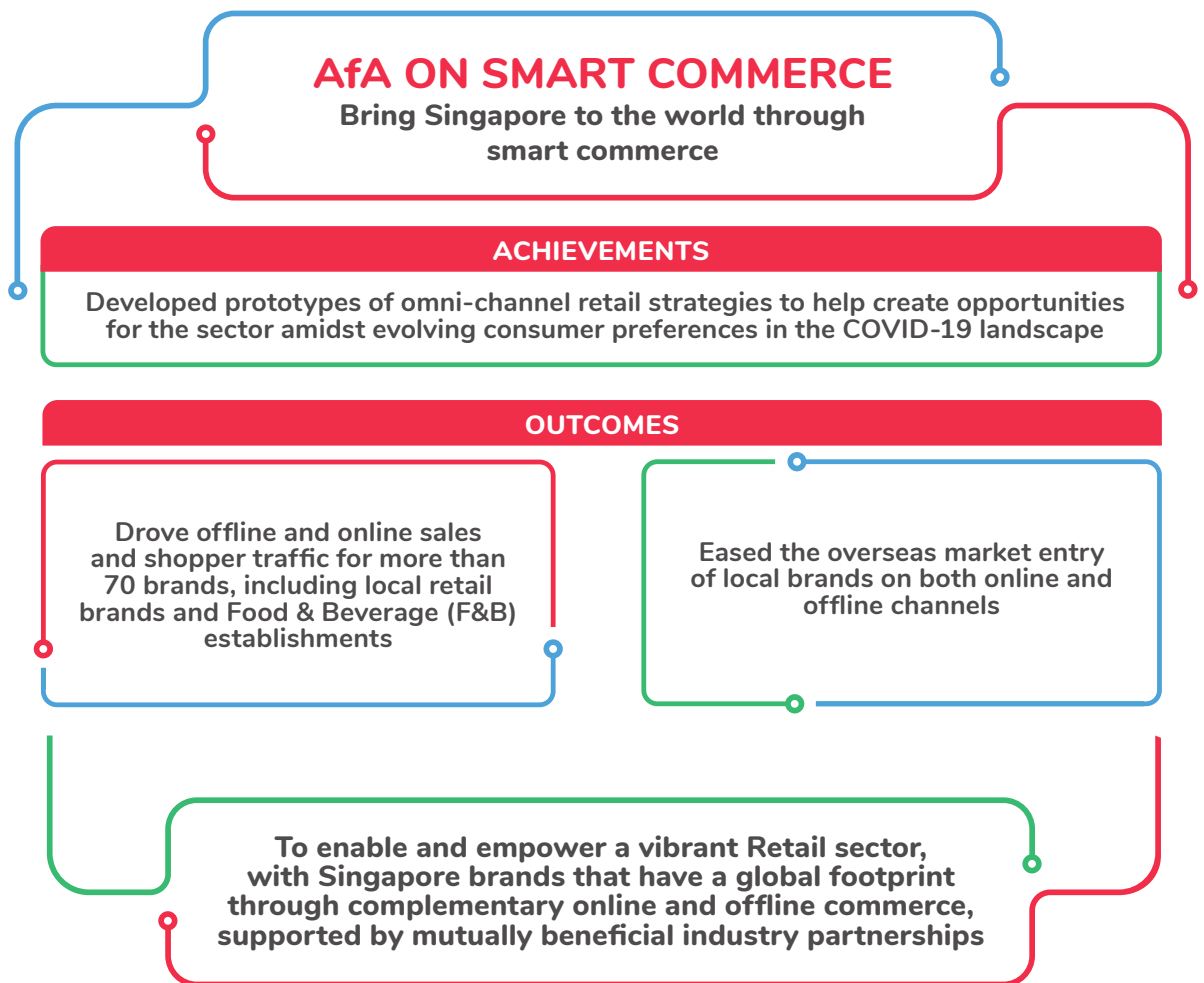 AfA ON SMART COMMERCE
Bring Singapore to the world through
smart commerce
ACHIEVEMENTS
Developed prototypes of omni-channel retail strategies to help create opportunities
for the sector amidst evolving consumer preferences in the COVID-19 landscape
OUTCOMES
Drove offline and online sales
and shopper traffic for more than
70 brands, including local retail
brands and Food & Beverage (F&B)
establishments
Eased the overseas market entry
of local brands on both online and
offline channels
To enable and empower a vibrant Retail sector,
with Singapore brands that have a global footprint
through complementary online and offline commerce,
supported by mutually beneficial industry partnerships